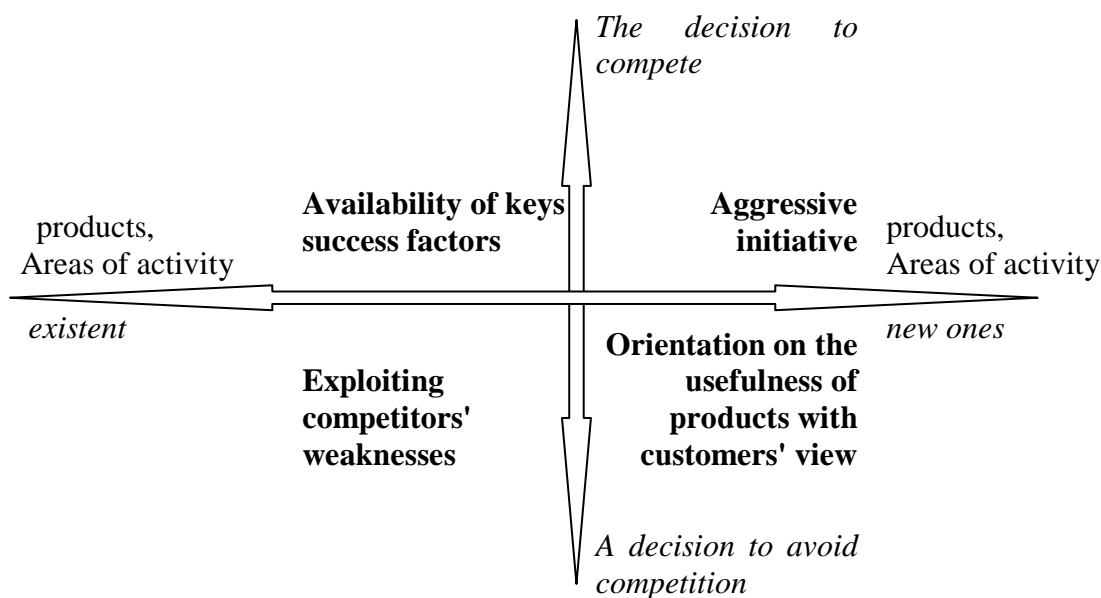 The decision to
compete
Availability of keys
success factors
Aggressive
initiative
products,
Areas of activity
products,
Areas of activity
existent
new ones
Exploiting
competitors'
weaknesses
Orientation on the
usefulness of
products with
customers' view
A decision to avoid
competition